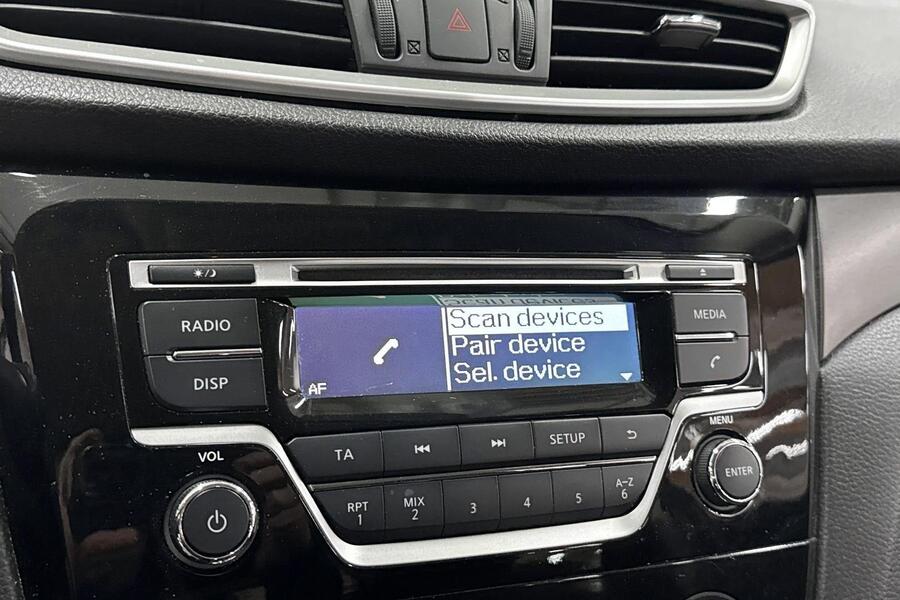 RADIO
DISP
Scan devices
Pair device
Sel. device
AF
MEDIA
VOL
TA
SETUP
MENU
ENTER
RPT
1
MIX
2
3
4
5
A-Z
6